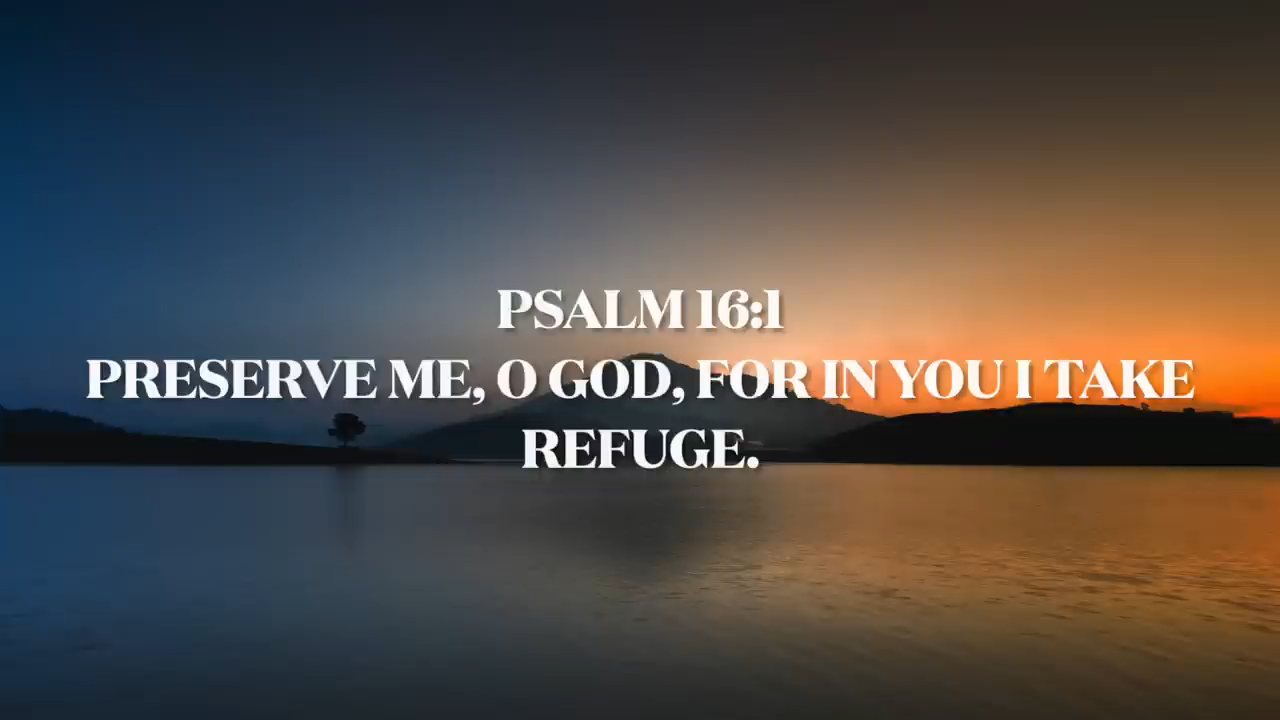 PSALM 16:1
PRESERVE ME, O GOD, FOR IN YOU I TAKE
REFUGE.